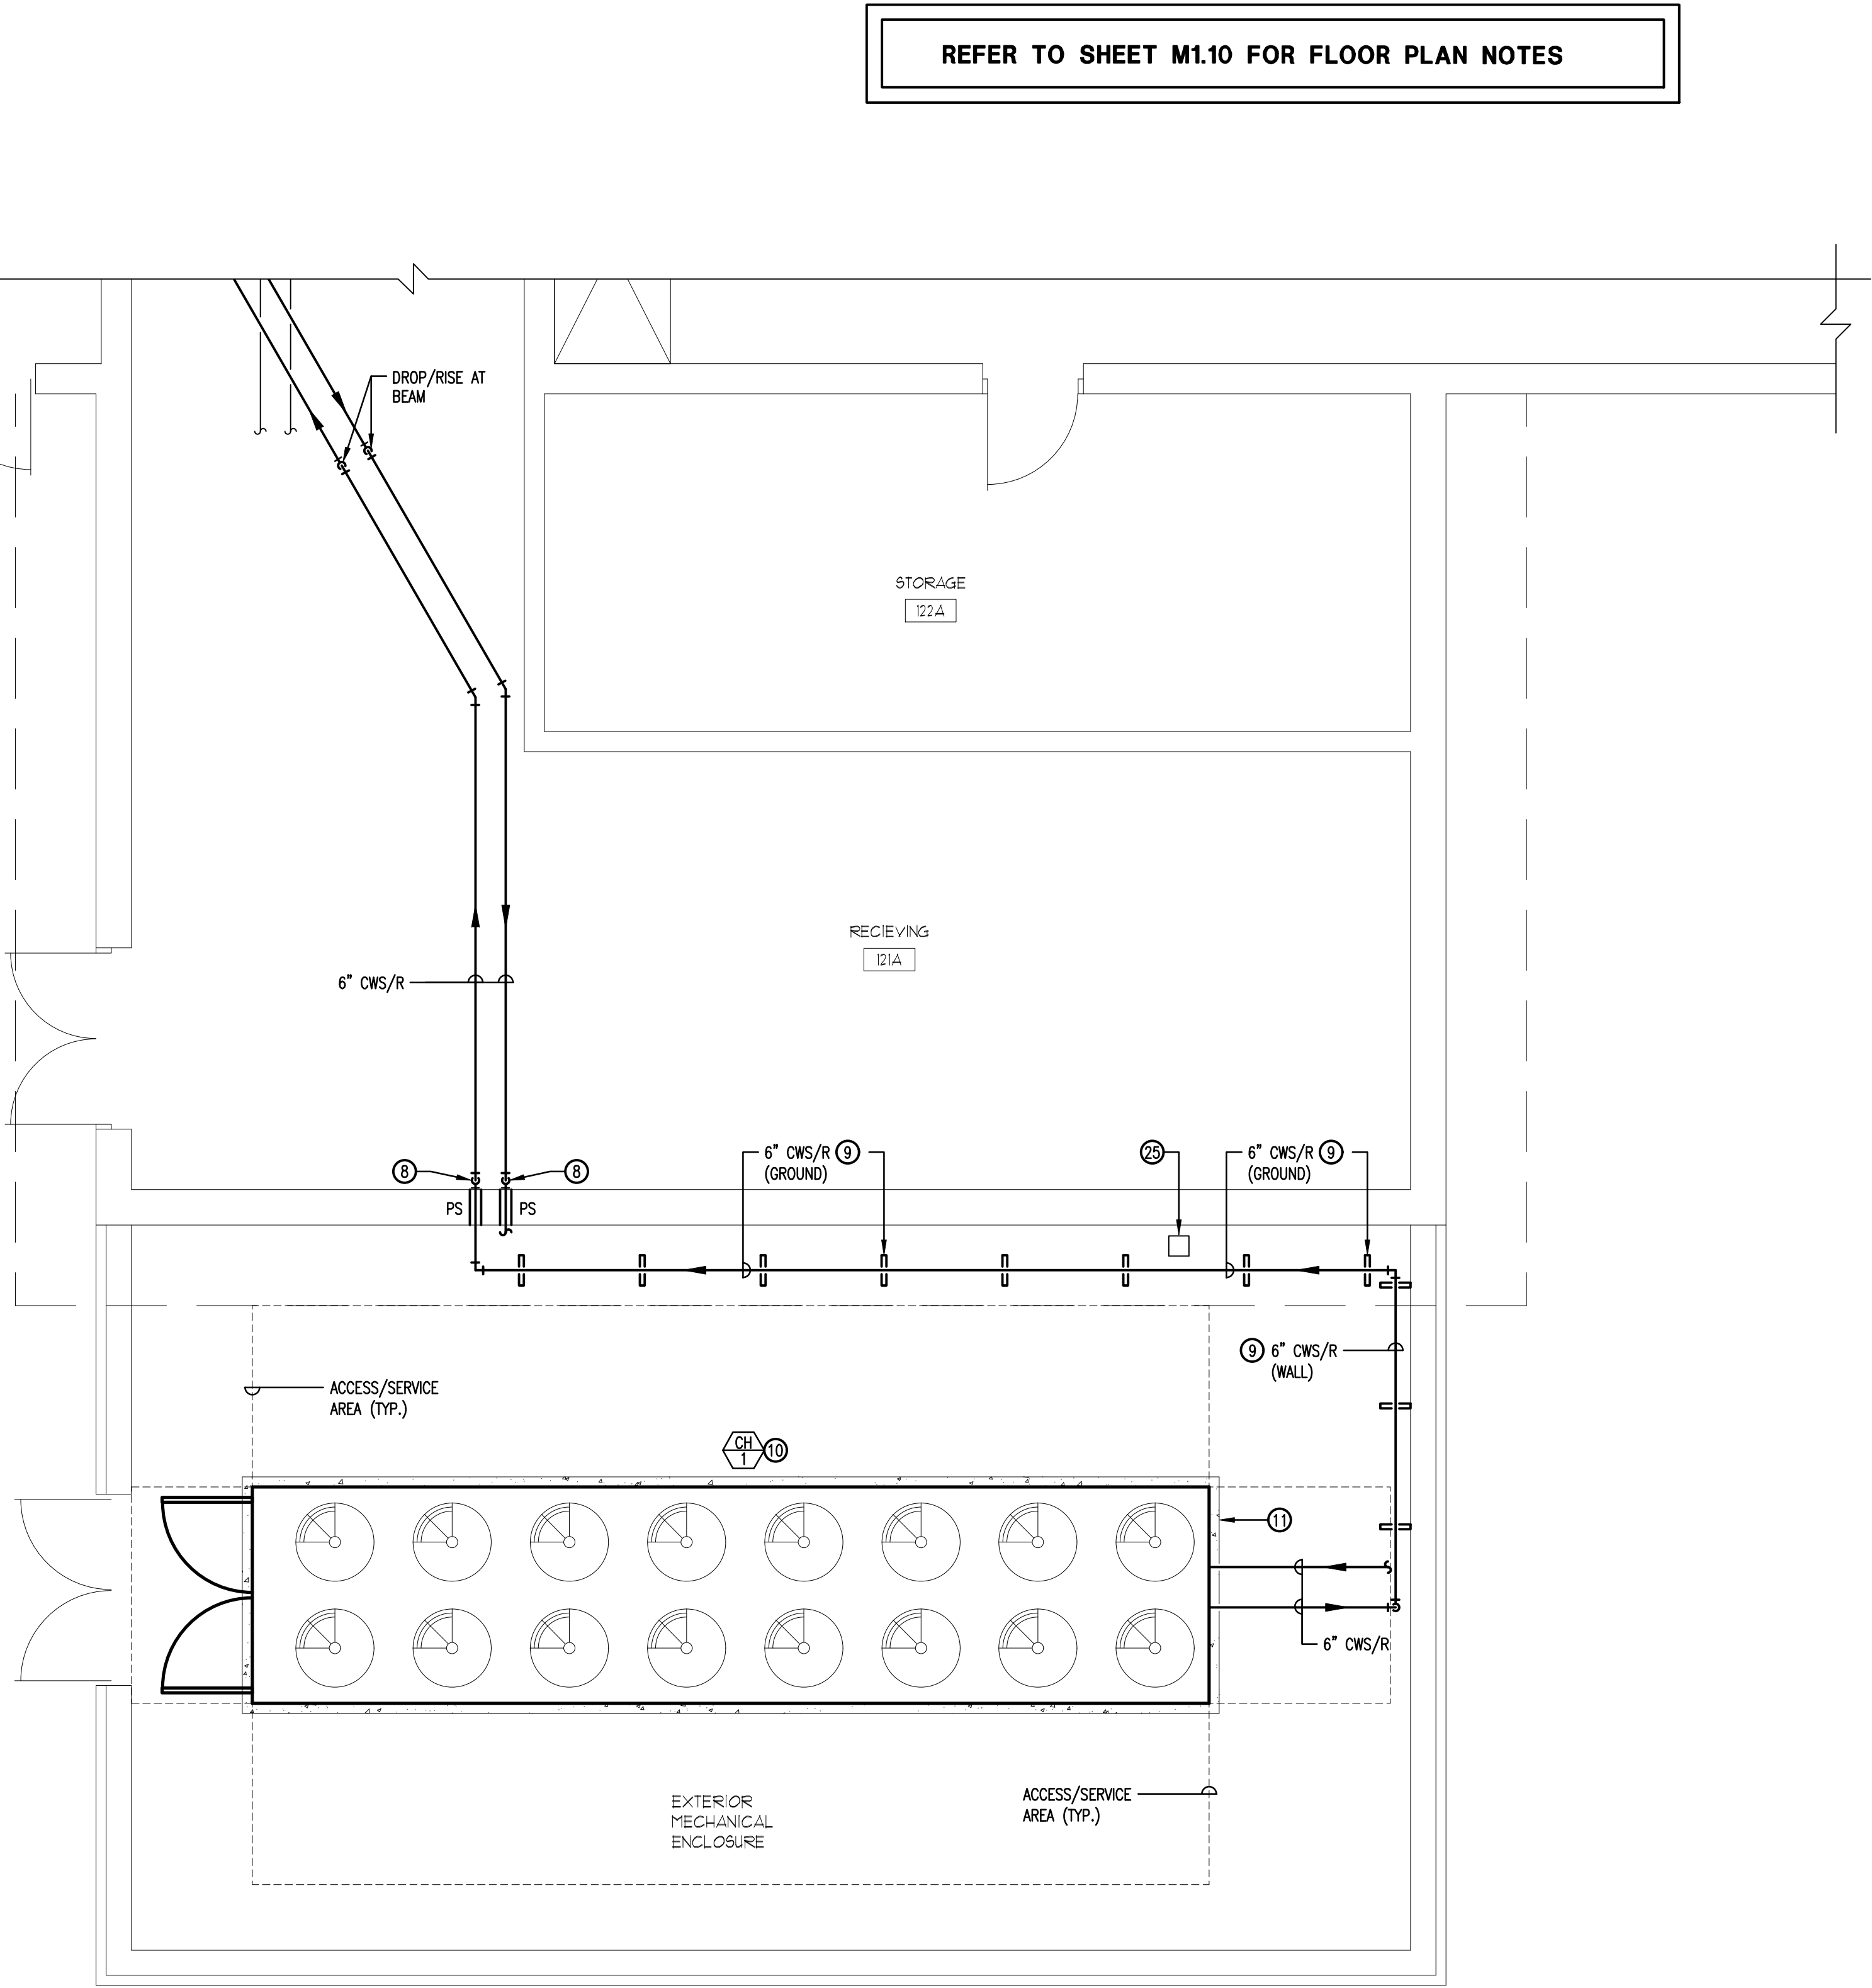 REFER TO SHEET M1.10 FOR FLOOR PLAN NOTES
DROP/RISE AT
BEAM
STORAGE
122A
RECIEVING
121A
6" CWS/R
8
8
PS
PS
6" CWS/R 9
(GROUND)
25
6" CWS/R 9
(GROUND)
9 6" CWS/R
(WALL)
ACCESS/SERVICE
AREA (TYP.)
CH
1
10
11
6" CWS/R
ACCESS/SERVICE
AREA (TYP.)
EXTERIOR
MECHANICAL
ENCLOSURE